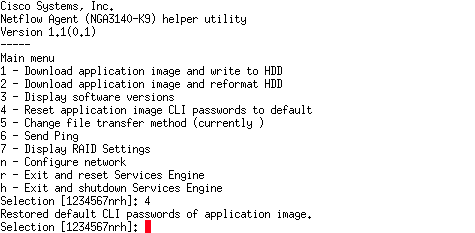 Cisco Systems, Inc.
Netflow Agent (NGA3140-K9) helper utility
Version 1.1(0.1)
-----
Main menu
1 - Download application image and write to HDD
2 - Download application image and reformat HDD
3 - Display software versions
4 - Reset application image CLI passwords to default
5 - Change file transfer method (currently )
6 - Send Ping
7 - Display RAID Settings
n - Configure network
r - Exit and reset Services Engine
h - Exit and shutdown Services Engine
Selection [1234567nrh]: 4
Restored default CLI passwords of application image.
Selection [1234567nrh]: